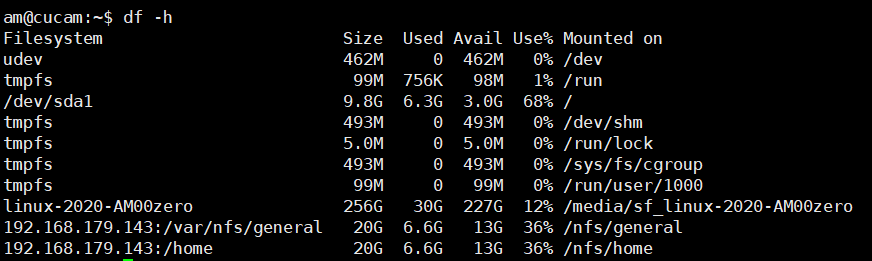 am@cucam:~$ df -h
Filesystem                        Size  Used Avail Use% Mounted on
udev                              462M     0  462M   0% /dev
tmpfs                              99M  756K   98M   1% /run
/dev/sda1                         9.8G  6.3G  3.0G  68% /
tmpfs                             493M     0  493M   0% /dev/shm
tmpfs                             5.0M     0  5.0M   0% /run/lock
tmpfs                             493M     0  493M   0% /sys/fs/cgroup
tmpfs                              99M     0   99M   0% /run/user/1000
linux-2020-AM00zero               256G   30G  227G  12% /media/sf_linux-2020-AM00zero
192.168.179.143:/var/nfs/general   20G  6.6G   13G  36% /nfs/general
192.168.179.143:/home              20G  6.6G   13G  36% /nfs/home